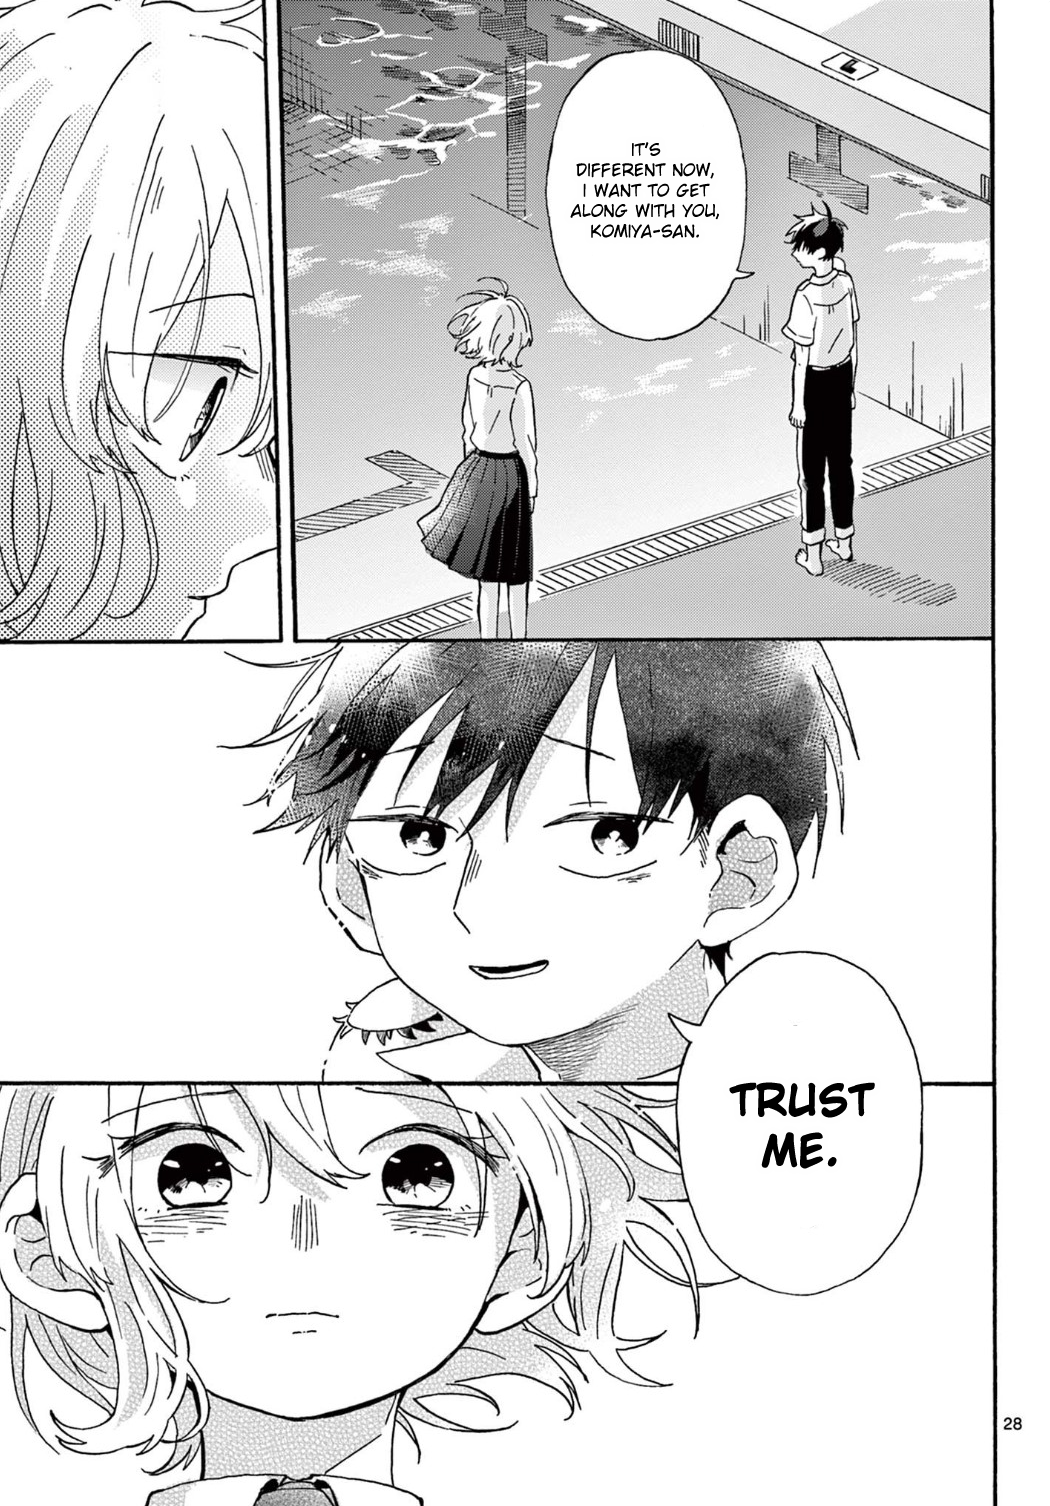 IT'S
DIFFERENT NOW,
I WANT TO GET
ALONG WITH YOU,
KOMIYA-SAN.
TRUST
ME.
28